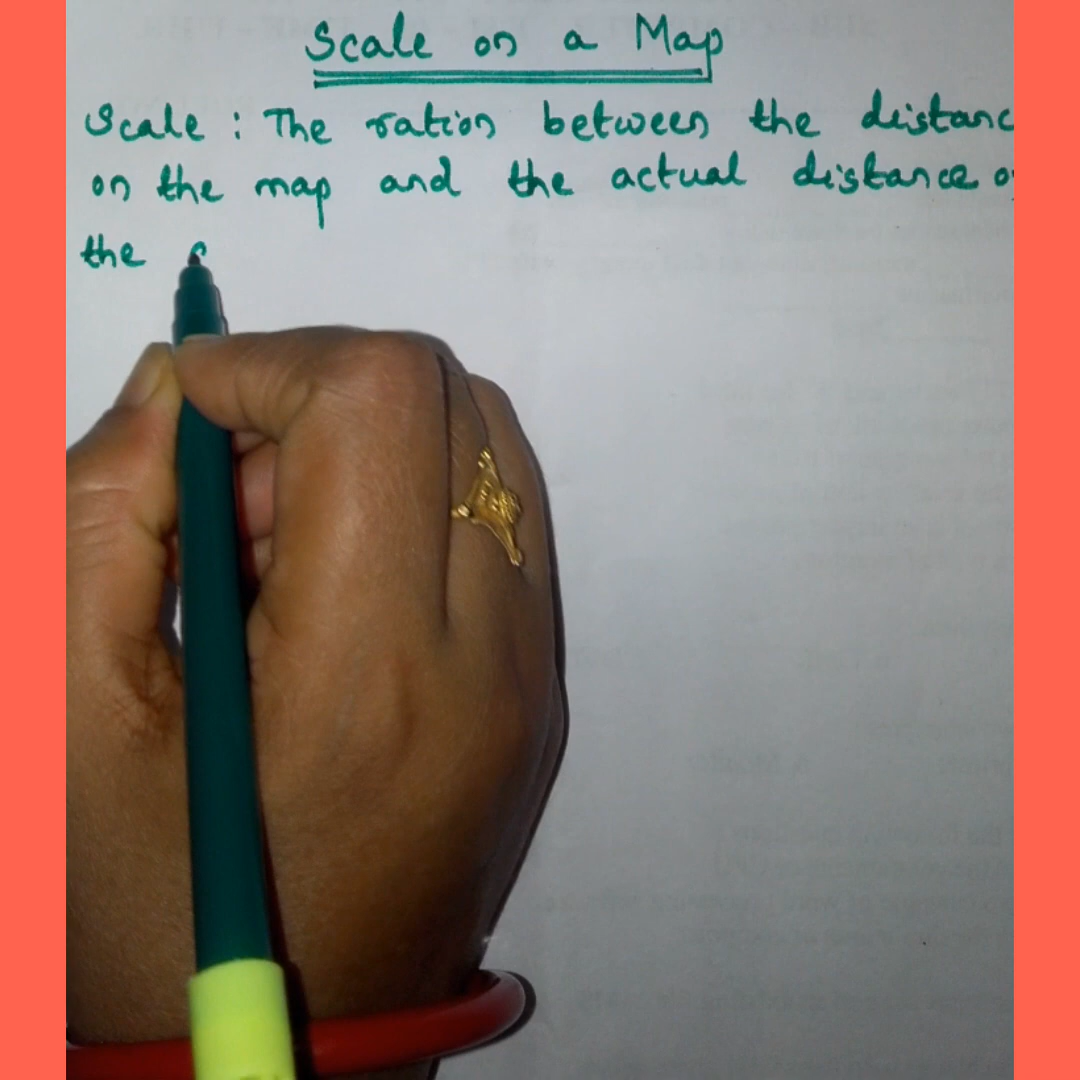 Scale on a Map
Scale : The ration between the distanc
on the map and the actual distance o
the